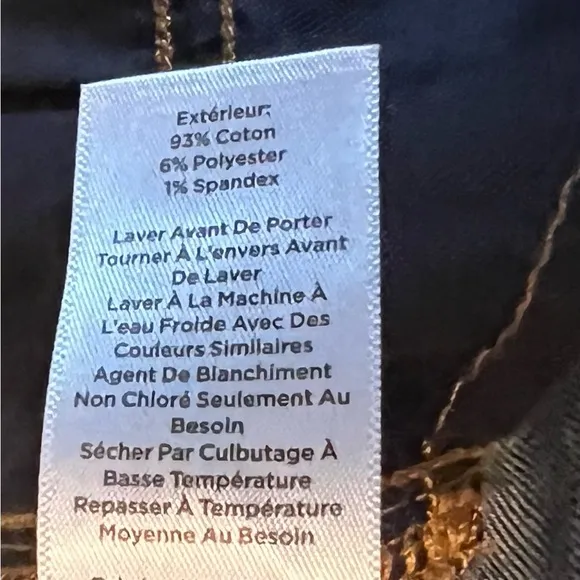 Extérieur:
93% Coton
6% Polyester
1% Spandex
Laver Avant De Porter
Tourner À L'envers Avant
De Laver
Laver À La Machine À
L'eau Froide Avec Des
Couleurs Similaires
Agent De Blanchiment
Non Chloré Seulement Au
Besoin
Sécher Par Culbutage À
Basse Température
Repasser À Température
Moyenne Au Besoin